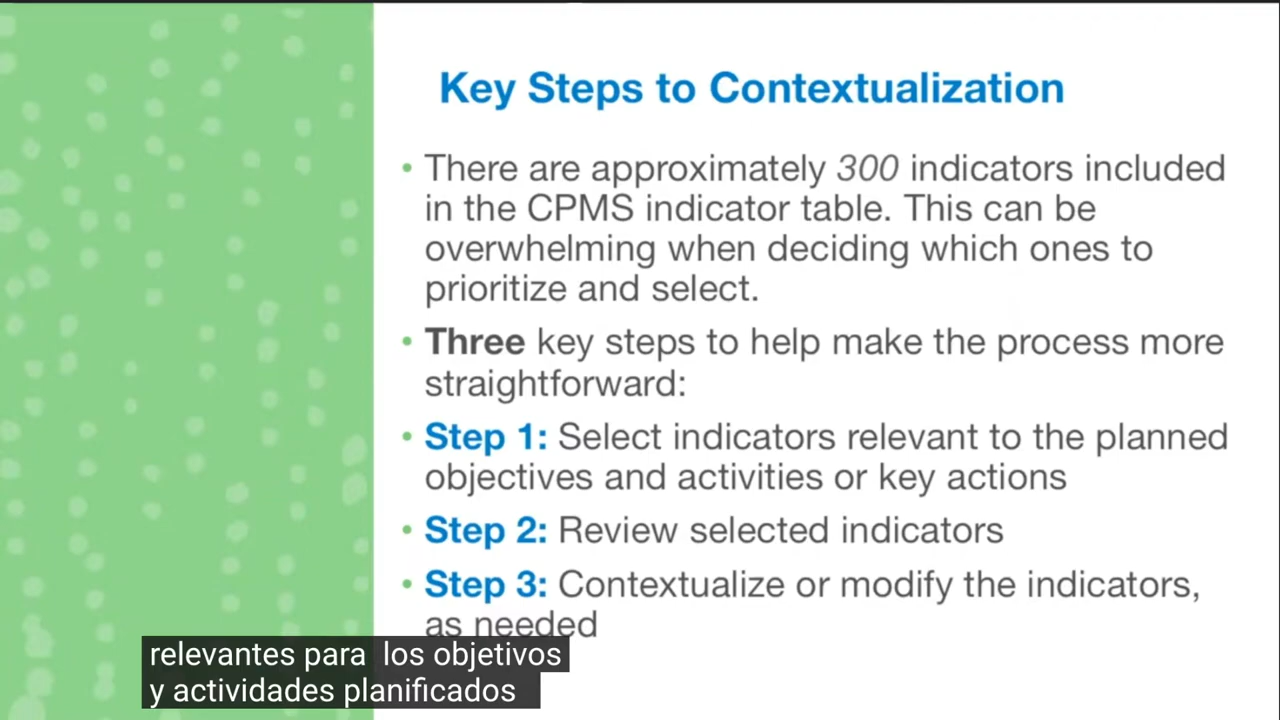 Key Steps to Contextualization
• There are approximately 300 indicators included
in the CPMS indicator table. This can be
overwhelming when deciding which ones to
prioritize and select.
• Three key steps to help make the process more
straightforward:
• Step 1: Select indicators relevant to the planned
objectives and activities or key actions
• Step 2: Review selected indicators
• Step 3: Contextualize or modify the indicators,
as needed
relevantes para los objetivos
y actividades planificados